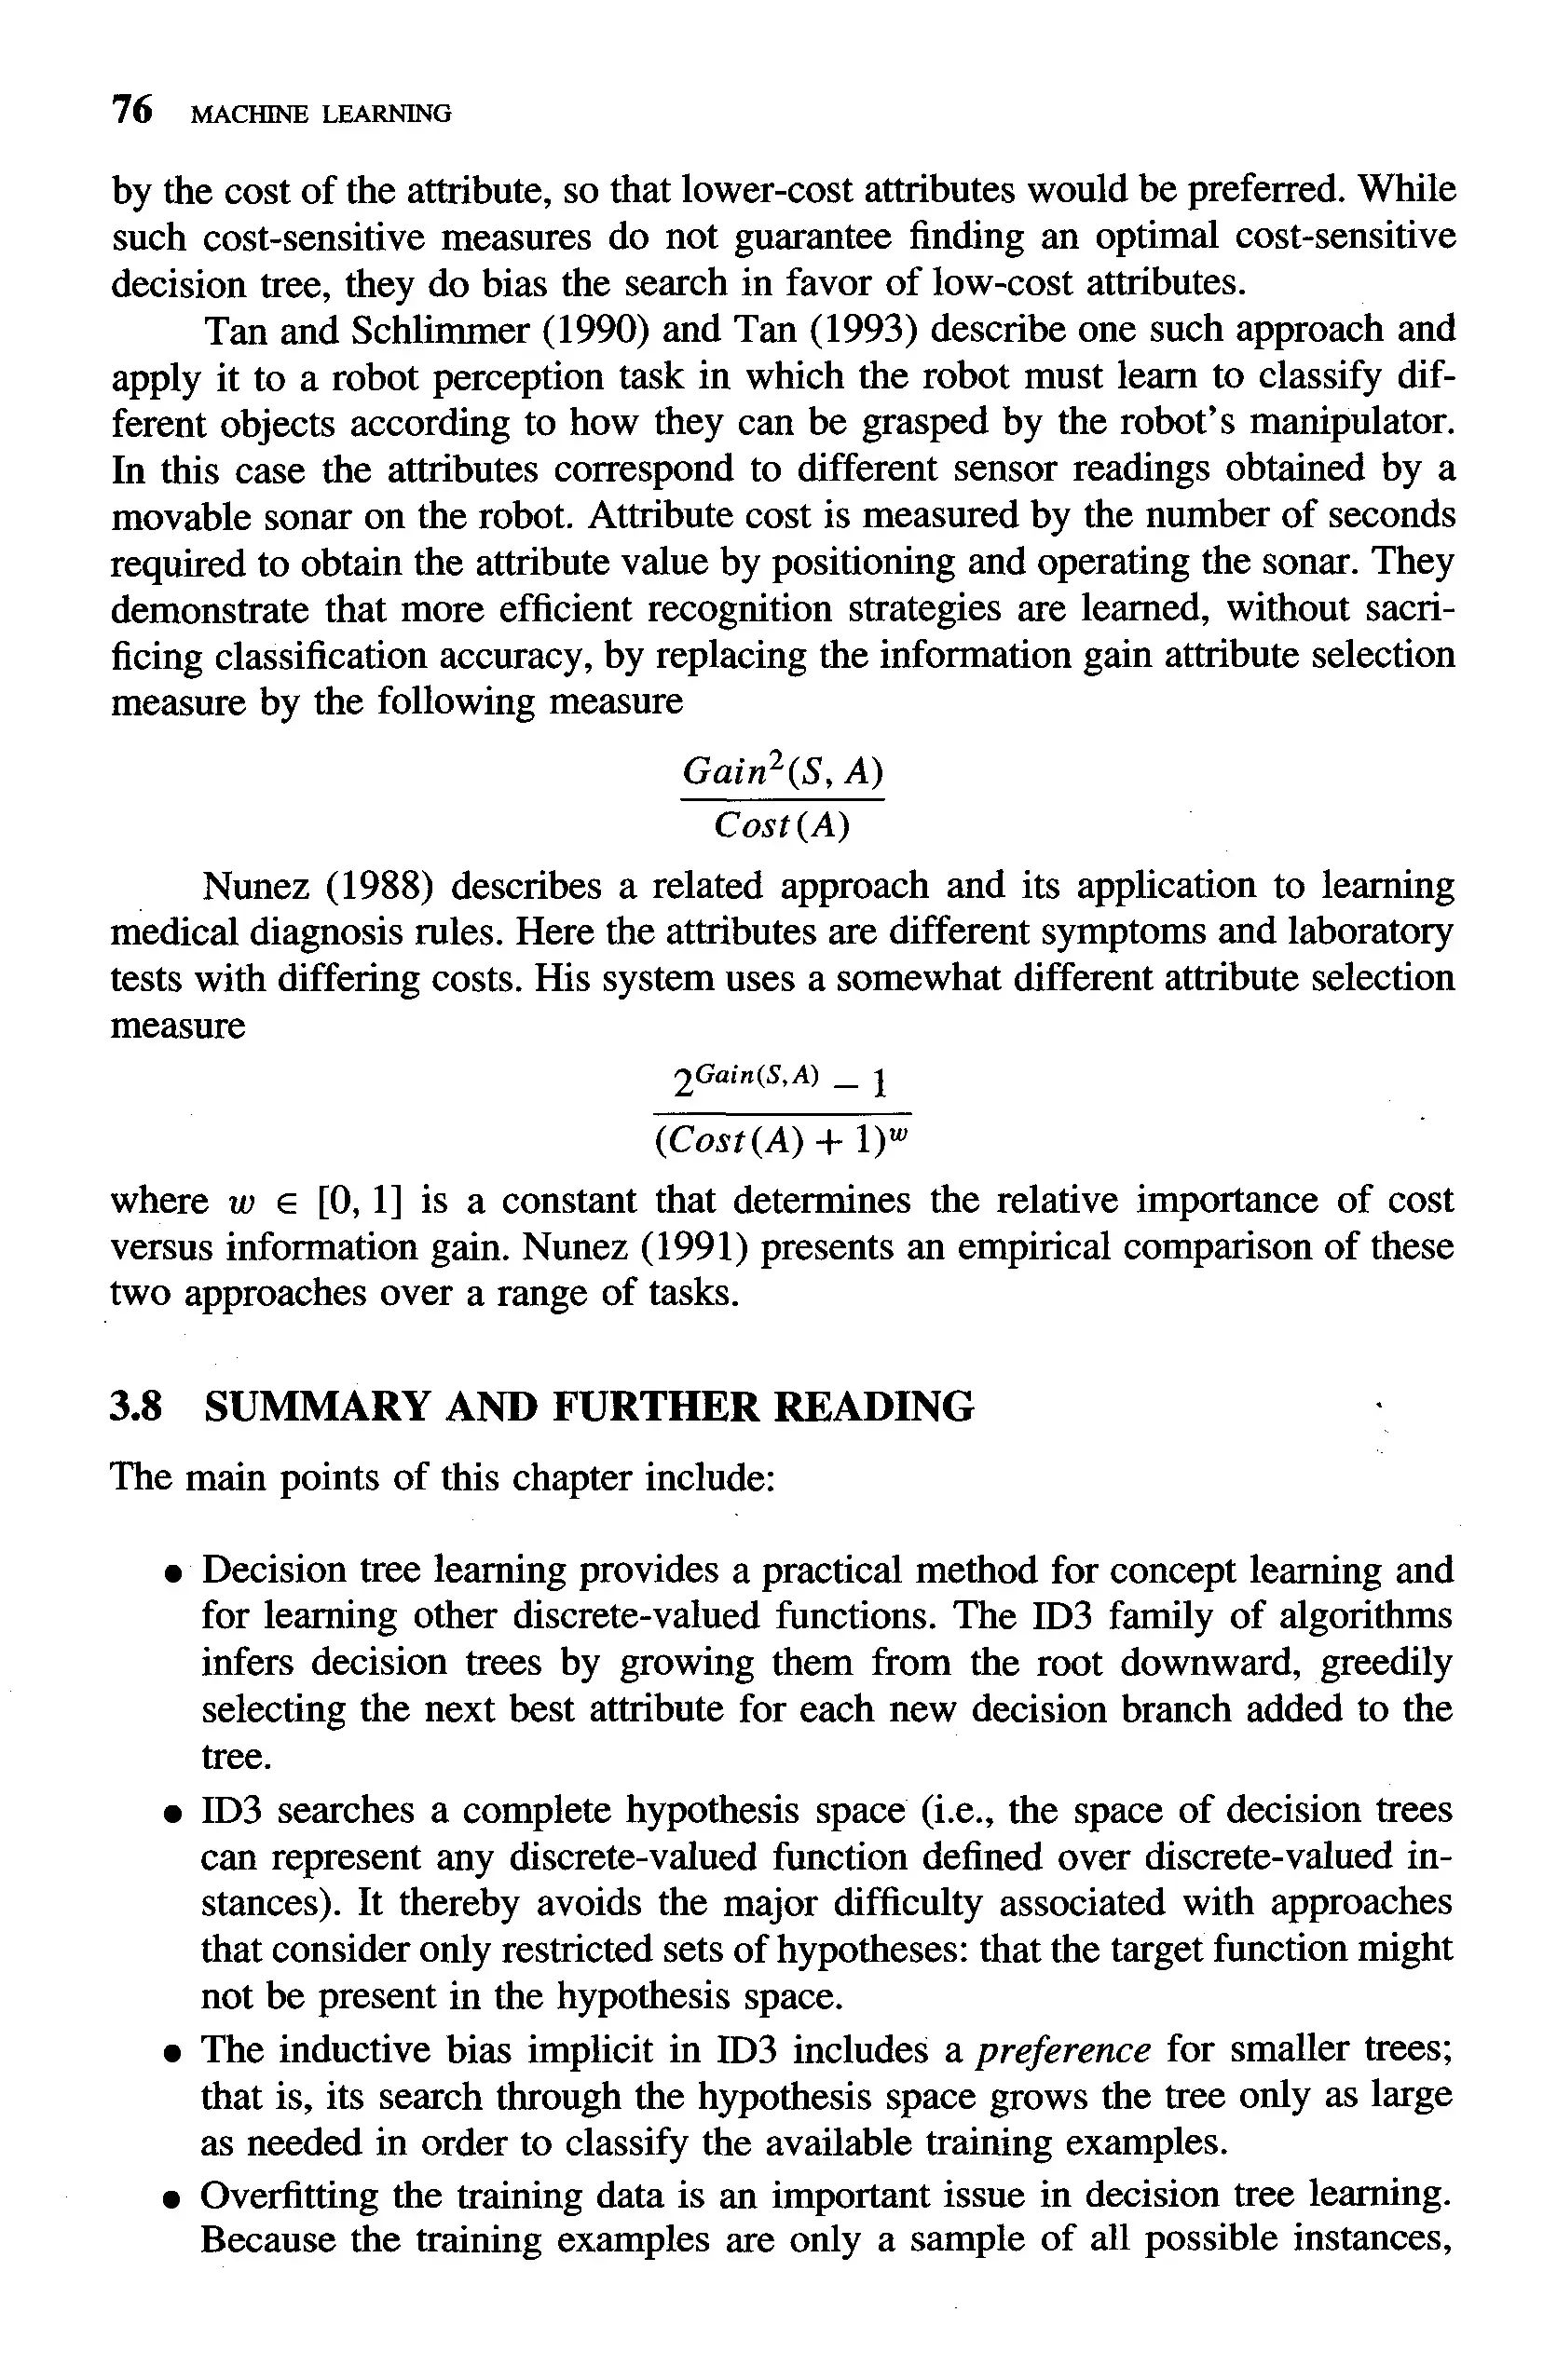 76 MACHINE LEARNING
by the cost of the attribute, so that lower-cost attributes would be preferred. While
such cost-sensitive measures do not guarantee finding an optimal cost-sensitive
decision tree, they do bias the search in favor of low-cost attributes.
Tan and Schlimmer (1990) and Tan (1993) describe one such approach and
apply it to a robot perception task in which the robot must learn to classify dif-
ferent objects according to how they can be grasped by the robot's manipulator.
In this case the attributes correspond to different sensor readings obtained by a
movable sonar on the robot. Attribute cost is measured by the number of seconds
required to obtain the attribute value by positioning and operating the sonar. They
demonstrate that more efficient recognition strategies are learned, without sacri-
ficing classification accuracy, by replacing the information gain attribute selection
measure by the following measure
Gain²(S, A)
Cost(A)
Nunez (1988) describes a related approach and its application to learning
medical diagnosis rules. Here the attributes are different symptoms and laboratory
tests with differing costs. His system uses a somewhat different attribute selection
measure
2^Gain(S,A) − 1
(Cost(A) + 1)^w
where w ∈ [0, 1] is a constant that determines the relative importance of cost
versus information gain. Nunez (1991) presents an empirical comparison of these
two approaches over a range of tasks.
3.8 SUMMARY AND FURTHER READING
The main points of this chapter include:
• Decision tree learning provides a practical method for concept learning and
for learning other discrete-valued functions. The ID3 family of algorithms
infers decision trees by growing them from the root downward, greedily
selecting the next best attribute for each new decision branch added to the
tree.
• ID3 searches a complete hypothesis space (i.e., the space of decision trees
can represent any discrete-valued function defined over discrete-valued in-
stances). It thereby avoids the major difficulty associated with approaches
that consider only restricted sets of hypotheses: that the target function might
not be present in the hypothesis space.
• The inductive bias implicit in ID3 includes a preference for smaller trees;
that is, its search through the hypothesis space grows the tree only as large
as needed in order to classify the available training examples.
• Overfitting the training data is an important issue in decision tree learning.
Because the training examples are only a sample of all possible instances,